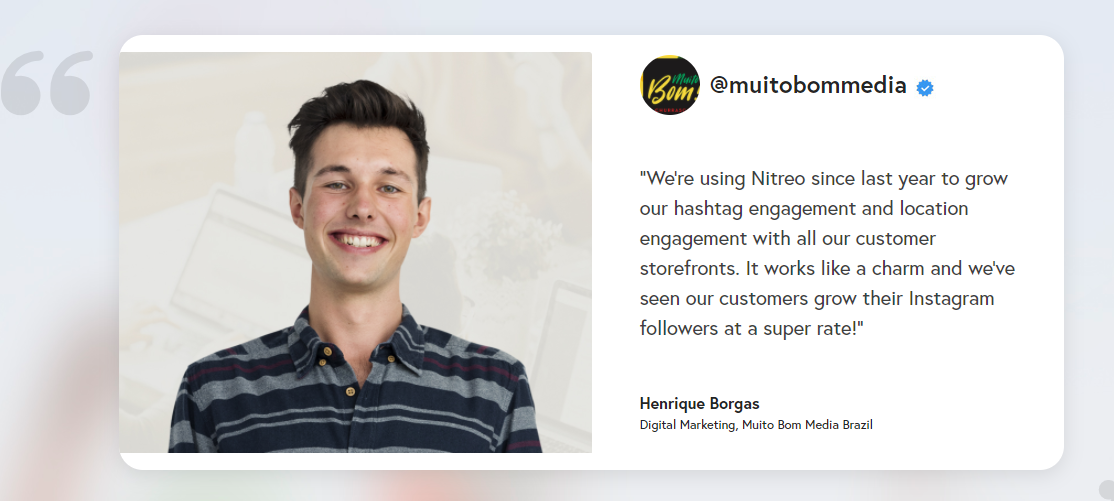 Muito
Bom
@muitobommedia
"We're using Nitreo since last year to grow
our hashtag engagement and location
engagement with all our customer
storefronts. It works like a charm and we've
seen our customers grow their Instagram
followers at a super rate!"
Henrique Borgas
Digital Marketing, Muito Bom Media Brazil